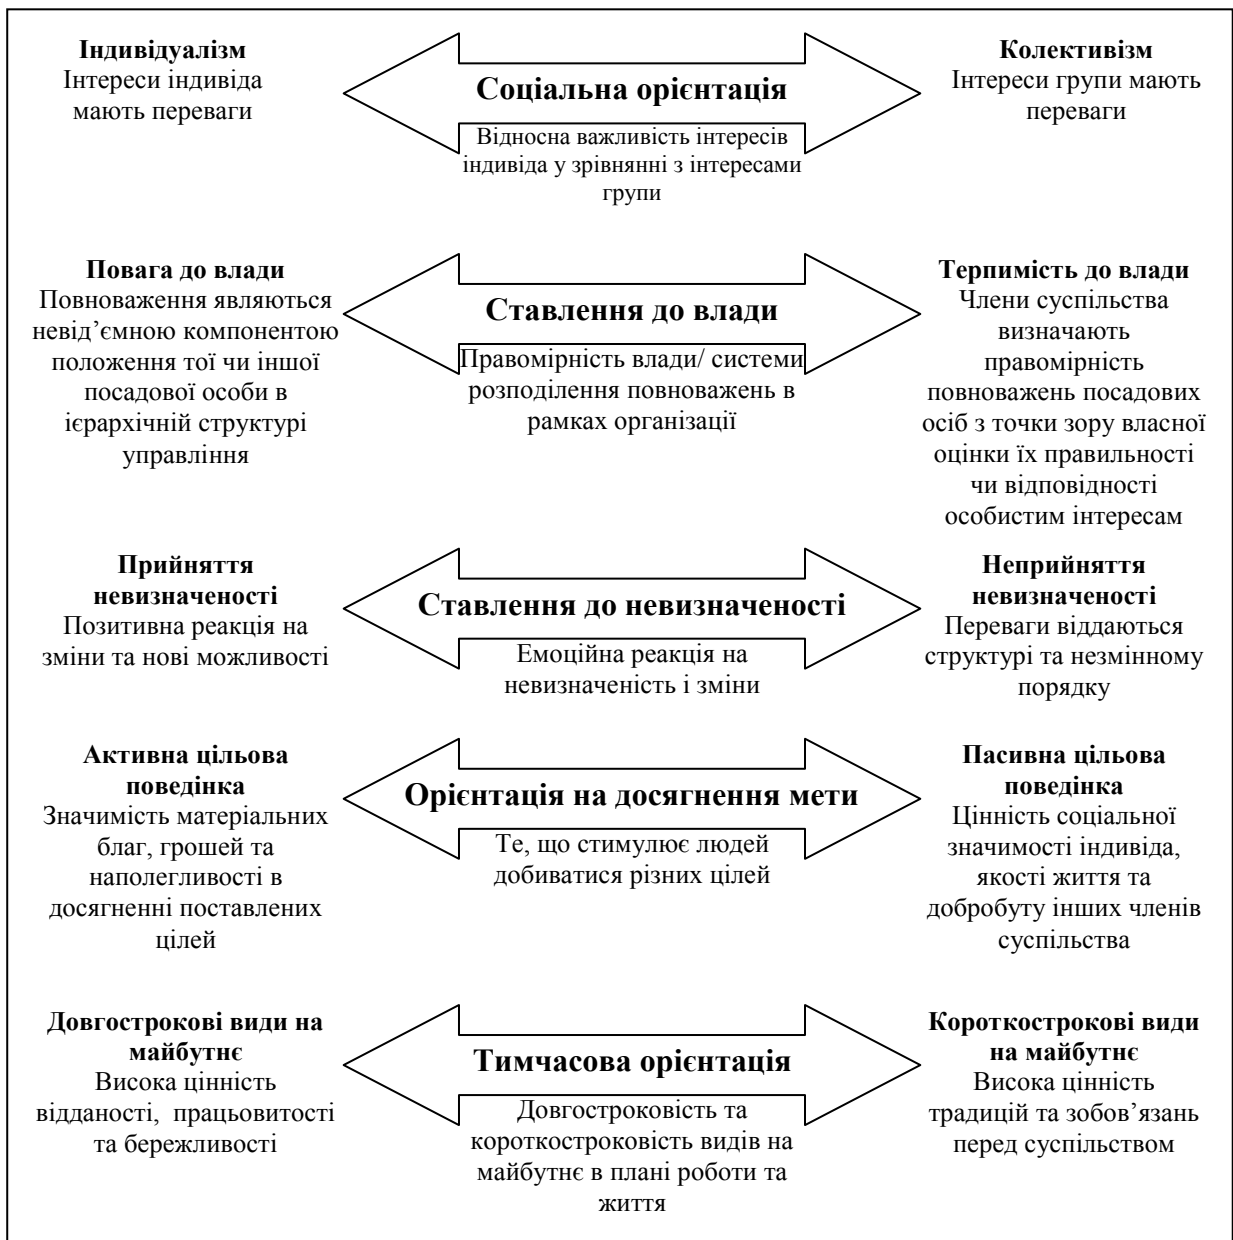 Індивідуалізм
Інтереси індивіда
мають переваги
Соціальна орієнтація
Відносна важливість інтересів
індивіда у зрівнянні з інтересами
групи
Колективізм
Інтереси групи мають
переваги
Повага до влади
Повноваження являються
невід’ємною компонентою
положення тої чи іншої
посадової особи в
ієрархічній структурі
управління
Ставлення до влади
Правомірність влади/ системи
розподілення повноважень в
рамках організації
Терпимість до влади
Члени суспільства
визначають
правомірність
повноважень посадових
осіб з точки зору власної
оцінки їх правильності
чи відповідності
особистим інтересам
Прийняття
невизначеності
Позитивна реакція на
зміни та нові можливості
Ставлення до невизначеності
Емоційна реакція на
невизначеність і зміни
Неприйняття
невизначеності
Переваги віддаються
структурі та незмінному
порядку
Активна цільова
поведінка
Значимість матеріальних
благ, грошей та
наполегливості в
досягненні поставлених
цілей
Орієнтація на досягнення мети
Те, що стимулює людей
добиватися різних цілей
Пасивна цільова
поведінка
Цінність соціальної
значимості індивіда,
якості життя та
добробуту інших членів
суспільства
Довгострокові види на
майбутнє
Висока цінність
відданості, працьовитості
та бережливості
Тимчасова орієнтація
Довгостроковість та
короткостроковість видів на
майбутнє в плані роботи та
життя
Короткострокові види
на майбутнє
Висока цінність
традицій та зобов’язань
перед суспільством